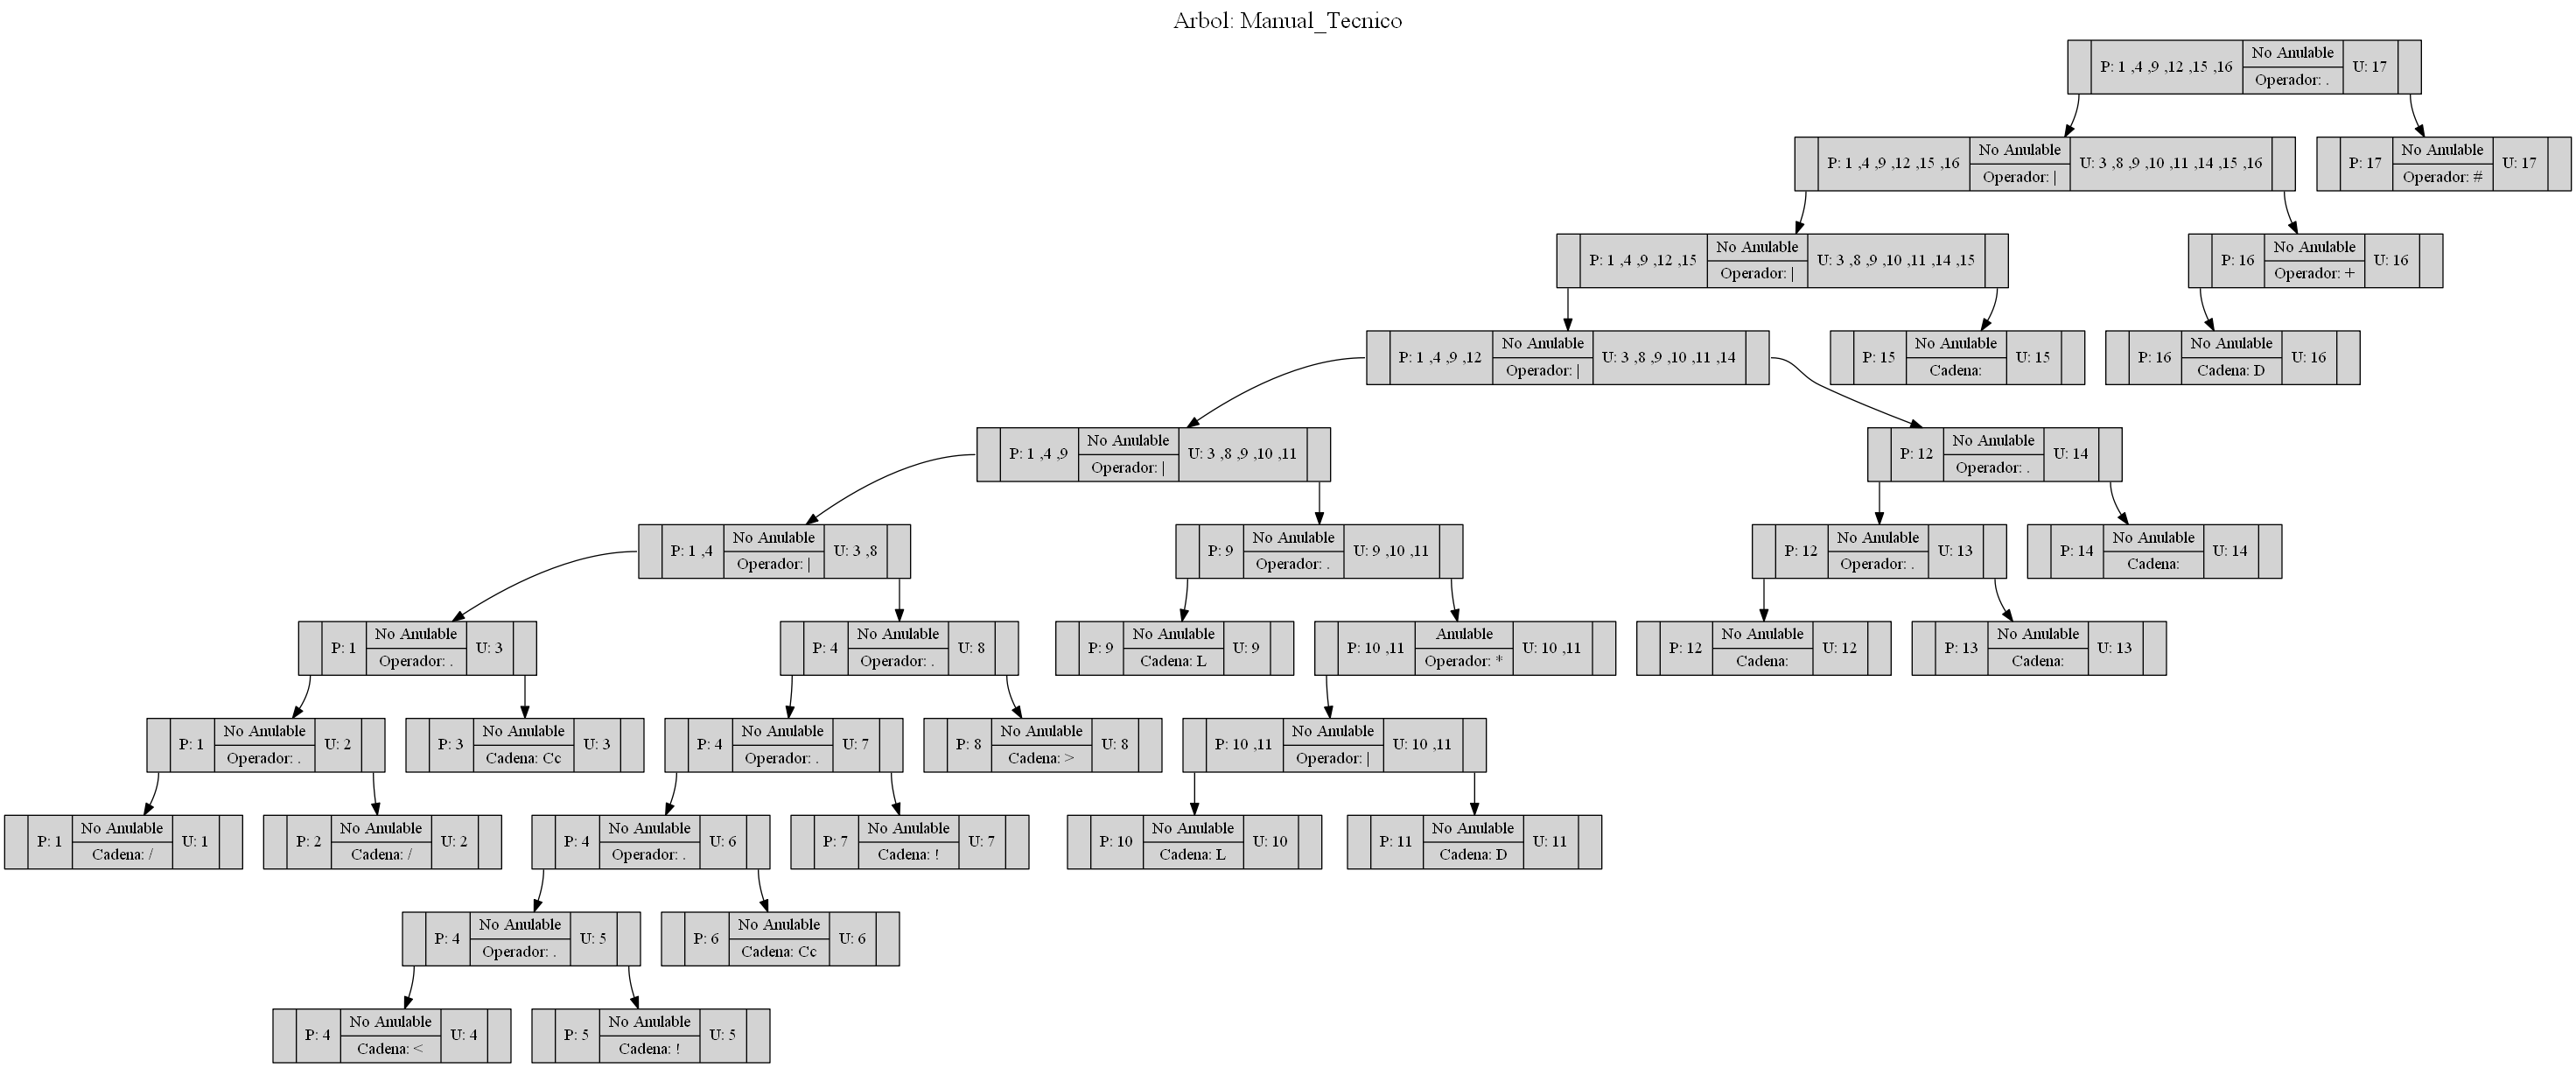 Arbol: Manual_Tecnico
P: 1 ,4 ,9 ,12 ,15 ,16
No Anulable
Operador: .
U: 17
P: 1 ,4 ,9 ,12 ,15 ,16
No Anulable
Operador: |
U: 3 ,8 ,9 ,10 ,11 ,14 ,15 ,16
P: 17
No Anulable
Operador: #
U: 17
P: 1 ,4 ,9 ,12 ,15
No Anulable
Operador: |
U: 3 ,8 ,9 ,10 ,11 ,14 ,15
P: 16
No Anulable
Operador: +
U: 16
P: 1 ,4 ,9 ,12
No Anulable
Operador: |
U: 3 ,8 ,9 ,10 ,11 ,14
P: 15
No Anulable
Cadena:
U: 15
P: 16
No Anulable
Cadena: D
U: 16
P: 1 ,4 ,9
No Anulable
Operador: |
U: 3 ,8 ,9 ,10 ,11
P: 12
No Anulable
Operador: .
U: 14
P: 1 ,4
No Anulable
Operador: |
U: 3 ,8
P: 9
No Anulable
Operador: .
U: 9 ,10 ,11
P: 12
No Anulable
Operador: .
U: 13
P: 14
No Anulable
Cadena:
U: 14
P: 1
No Anulable
Operador: .
U: 3
P: 4
No Anulable
Operador: .
U: 8
P: 9
No Anulable
Cadena: L
U: 9
P: 10 ,11
Anulable
Operador: *
U: 10 ,11
P: 12
No Anulable
Cadena:
U: 12
P: 13
No Anulable
Cadena:
U: 13
P: 1
No Anulable
Operador: .
U: 2
P: 3
No Anulable
Cadena: Cc
U: 3
P: 4
No Anulable
Operador: .
U: 7
P: 8
No Anulable
Cadena: >
U: 8
P: 10 ,11
No Anulable
Operador: |
U: 10 ,11
P: 1
No Anulable
Cadena: /
U: 1
P: 2
No Anulable
Cadena: /
U: 2
P: 4
No Anulable
Operador: .
U: 6
P: 7
No Anulable
Cadena: !
U: 7
P: 10
No Anulable
Cadena: L
U: 10
P: 11
No Anulable
Cadena: D
U: 11
P: 4
No Anulable
Operador: .
U: 5
P: 6
No Anulable
Cadena: Cc
U: 6
P: 4
No Anulable
Cadena: <
U: 4
P: 5
No Anulable
Cadena: !
U: 5